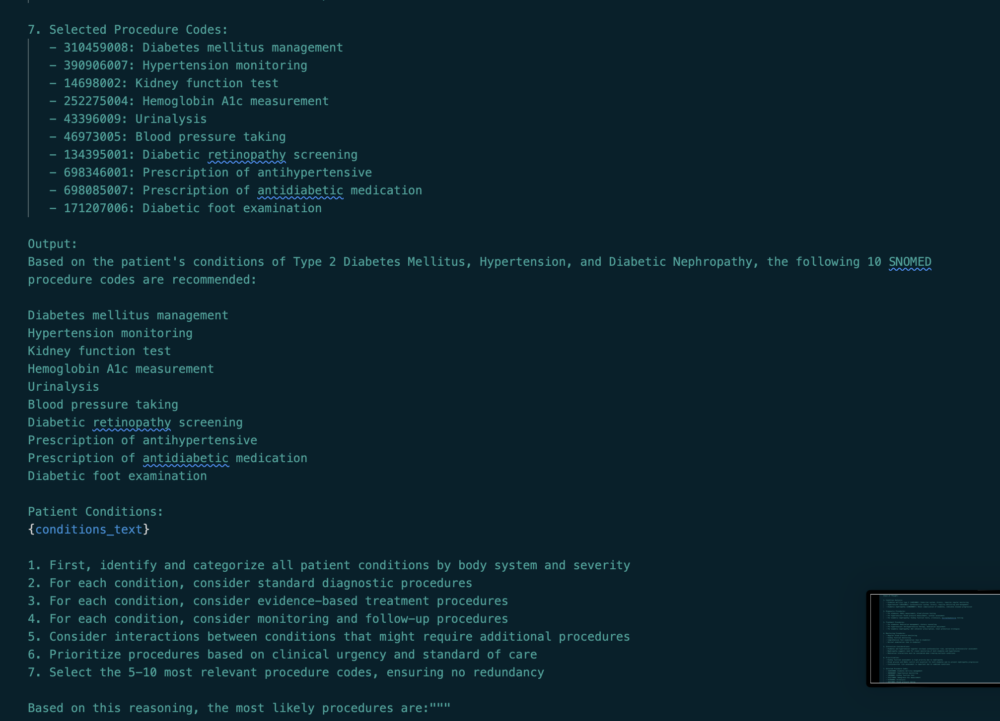 7. Selected Procedure Codes:
- 310459008: Diabetes mellitus management
- 390906007: Hypertension monitoring
- 14698002: Kidney function test
- 252275004: Hemoglobin A1c measurement
- 43396009: Urinalysis
- 46973005: Blood pressure taking
- 134395001: Diabetic retinopathy screening
- 698346001: Prescription of antihypertensive
- 698085007: Prescription of antidiabetic medication
- 171207006: Diabetic foot examination
Output:
Based on the patient's conditions of Type 2 Diabetes Mellitus, Hypertension, and Diabetic Nephropathy, the following 10 SNOMED
procedure codes are recommended:
Diabetes mellitus management
Hypertension monitoring
Kidney function test
Hemoglobin A1c measurement
Urinalysis
Blood pressure taking
Diabetic retinopathy screening
Prescription of antihypertensive
Prescription of antidiabetic medication
Diabetic foot examination
Patient Conditions:
{conditions_text}
1. First, identify and categorize all patient conditions by body system and severity
2. For each condition, consider standard diagnostic procedures
3. For each condition, consider evidence-based treatment procedures
4. For each condition, consider monitoring and follow-up procedures
5. Consider interactions between conditions that might require additional procedures
6. Prioritize procedures based on clinical urgency and standard of care
7. Select the 5-10 most relevant procedure codes, ensuring no redundancy
Based on this reasoning, the most likely procedures are:"""